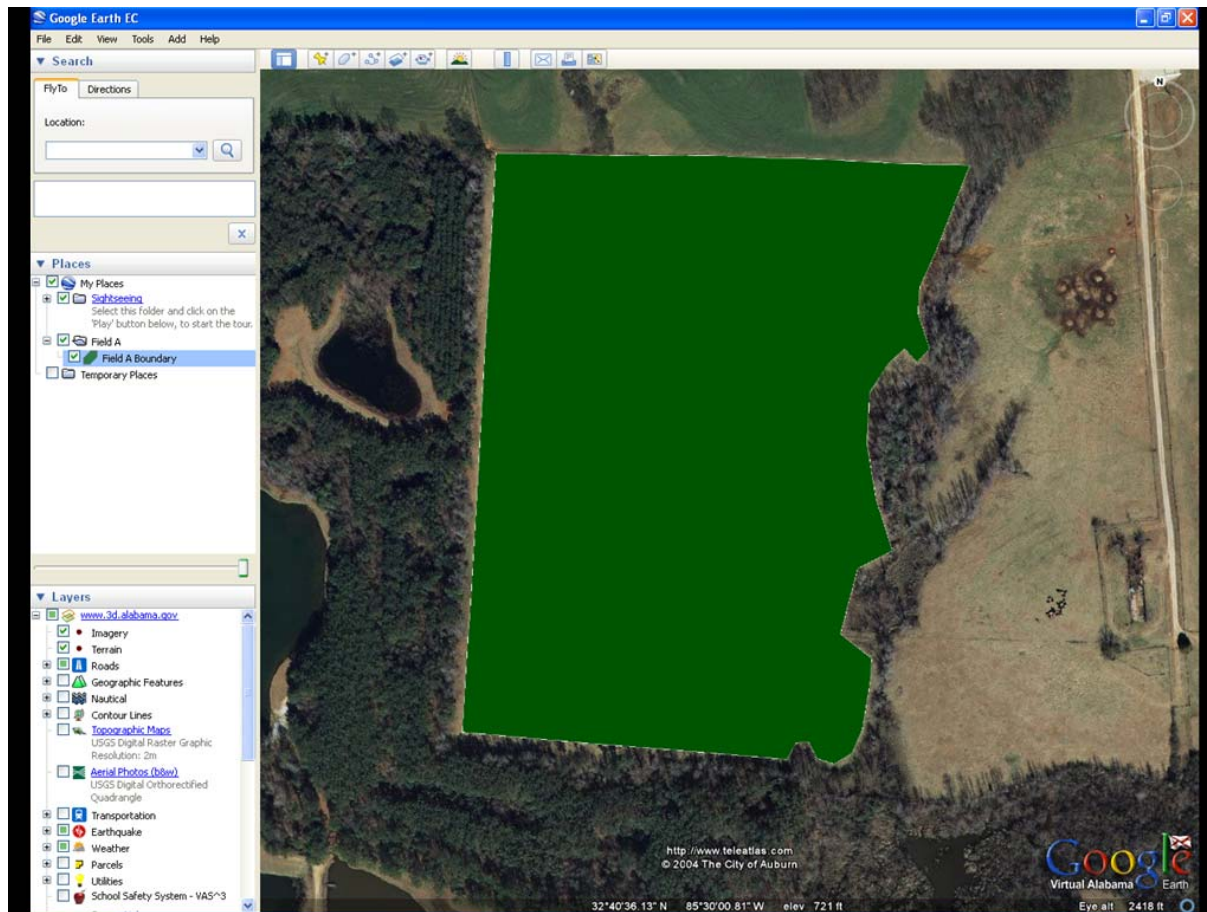 Google Earth EC
File Edit View Tools Add Help
Search
FlyTo Directions
Location:
Places
My Places
Sightseeing
Select this folder and click on the
'Play' button below, to start the tour.
Field A
Field A Boundary
Temporary Places
Layers
www.3d.alabama.gov
Imagery
Terrain
Roads
Geographic Features
Nautical
Contour Lines
Topographic Maps
USGS Digital Raster Graphic
Resolution: 2m
Aerial Photos (b&w)
USGS Digital Orthorectified
Quadrangle
Transportation
Earthquake
Weather
Parcels
Utilities
School Safety System - VAS^3
N
http://www.teleatlas.com
© 2004 The City of Auburn
Google
Virtual Alabama Earth
32°40'36.13" N 85°30'00.81" W elev 721 ft
Eye alt 2418 ft